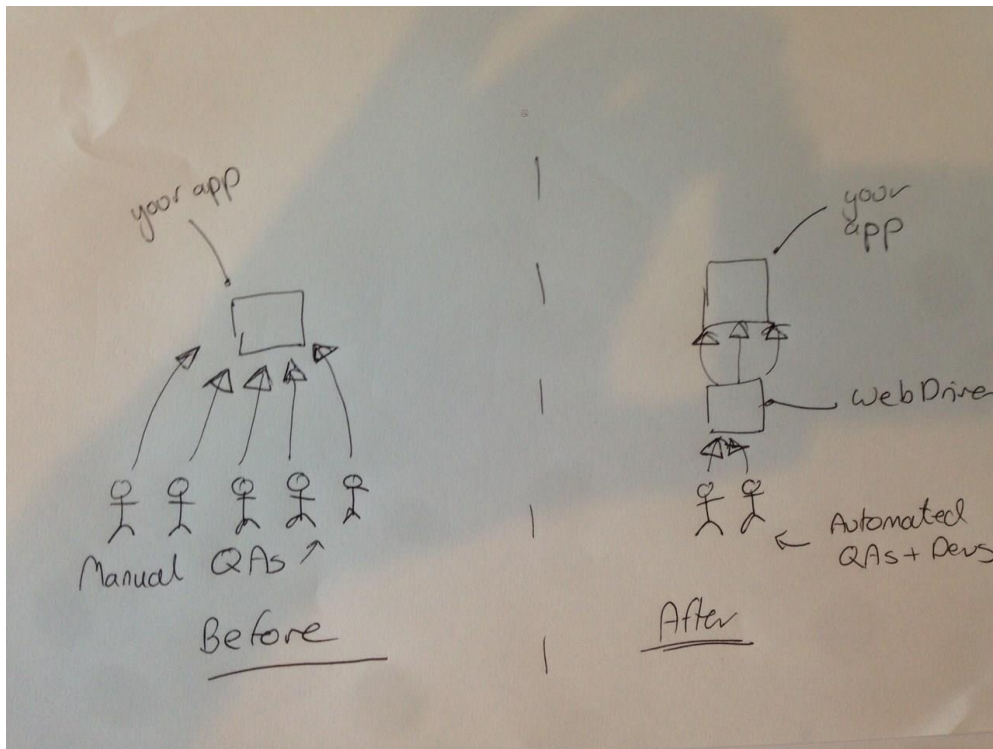 your app
Manual QAs
Before
your
app
WebDrive
Automated
QAs + Devs
After